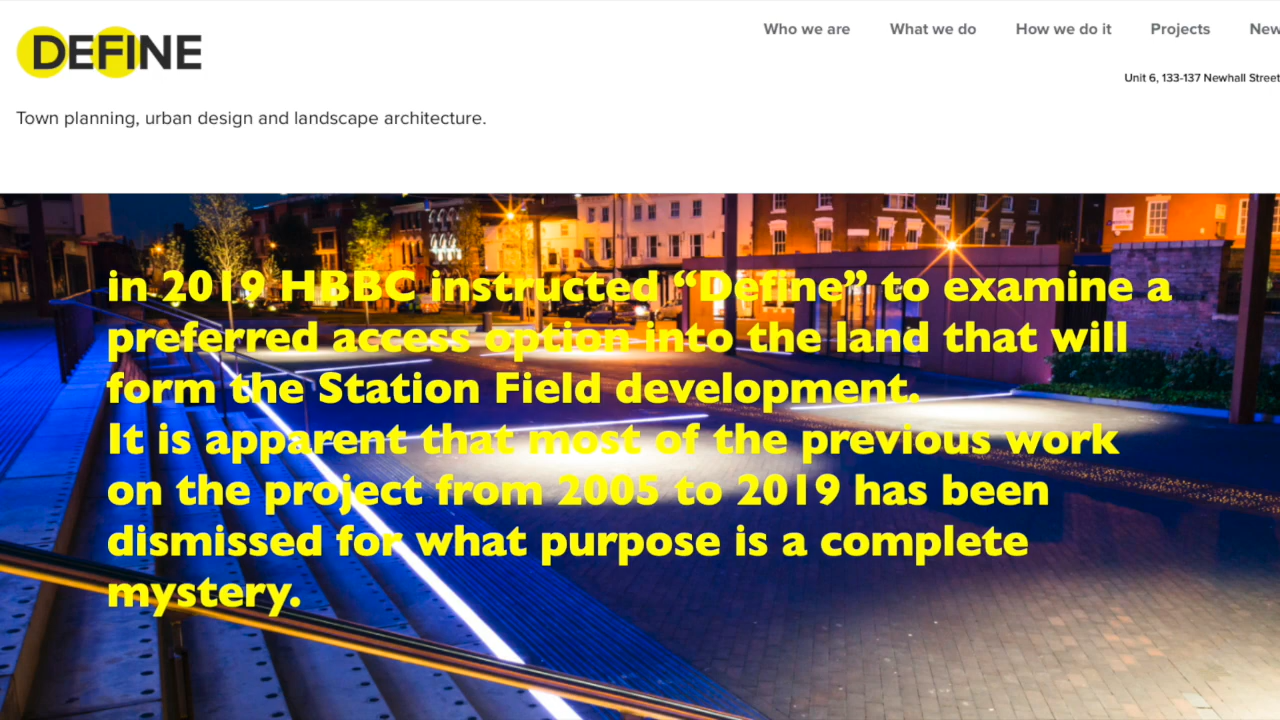 DEFINE
Who we are What we do How we do it Projects New
Unit 6, 133-137 Newhall Street
Town planning, urban design and landscape architecture.
in 2019 HBBC instructed “Define” to examine a
preferred access option into the land that will
form the Station Field development.
It is apparent that most of the previous work
on the project from 2005 to 2019 has been
dismissed for what purpose is a complete
mystery.